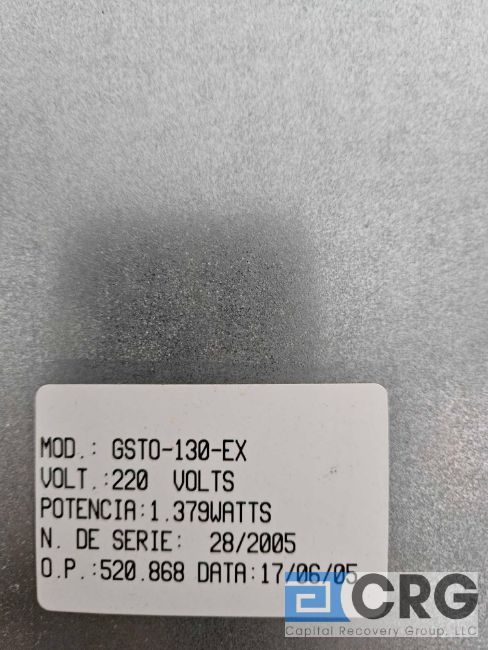 MOD.: GSTO-130-EX
VOLT.:220 VOLTS
POTENCIA:1.379WATTS
N. DE SERIE: 28/2005
O.P.:520.868 DATA:17/06/05
CRG
Capital Recovery Group, LLC